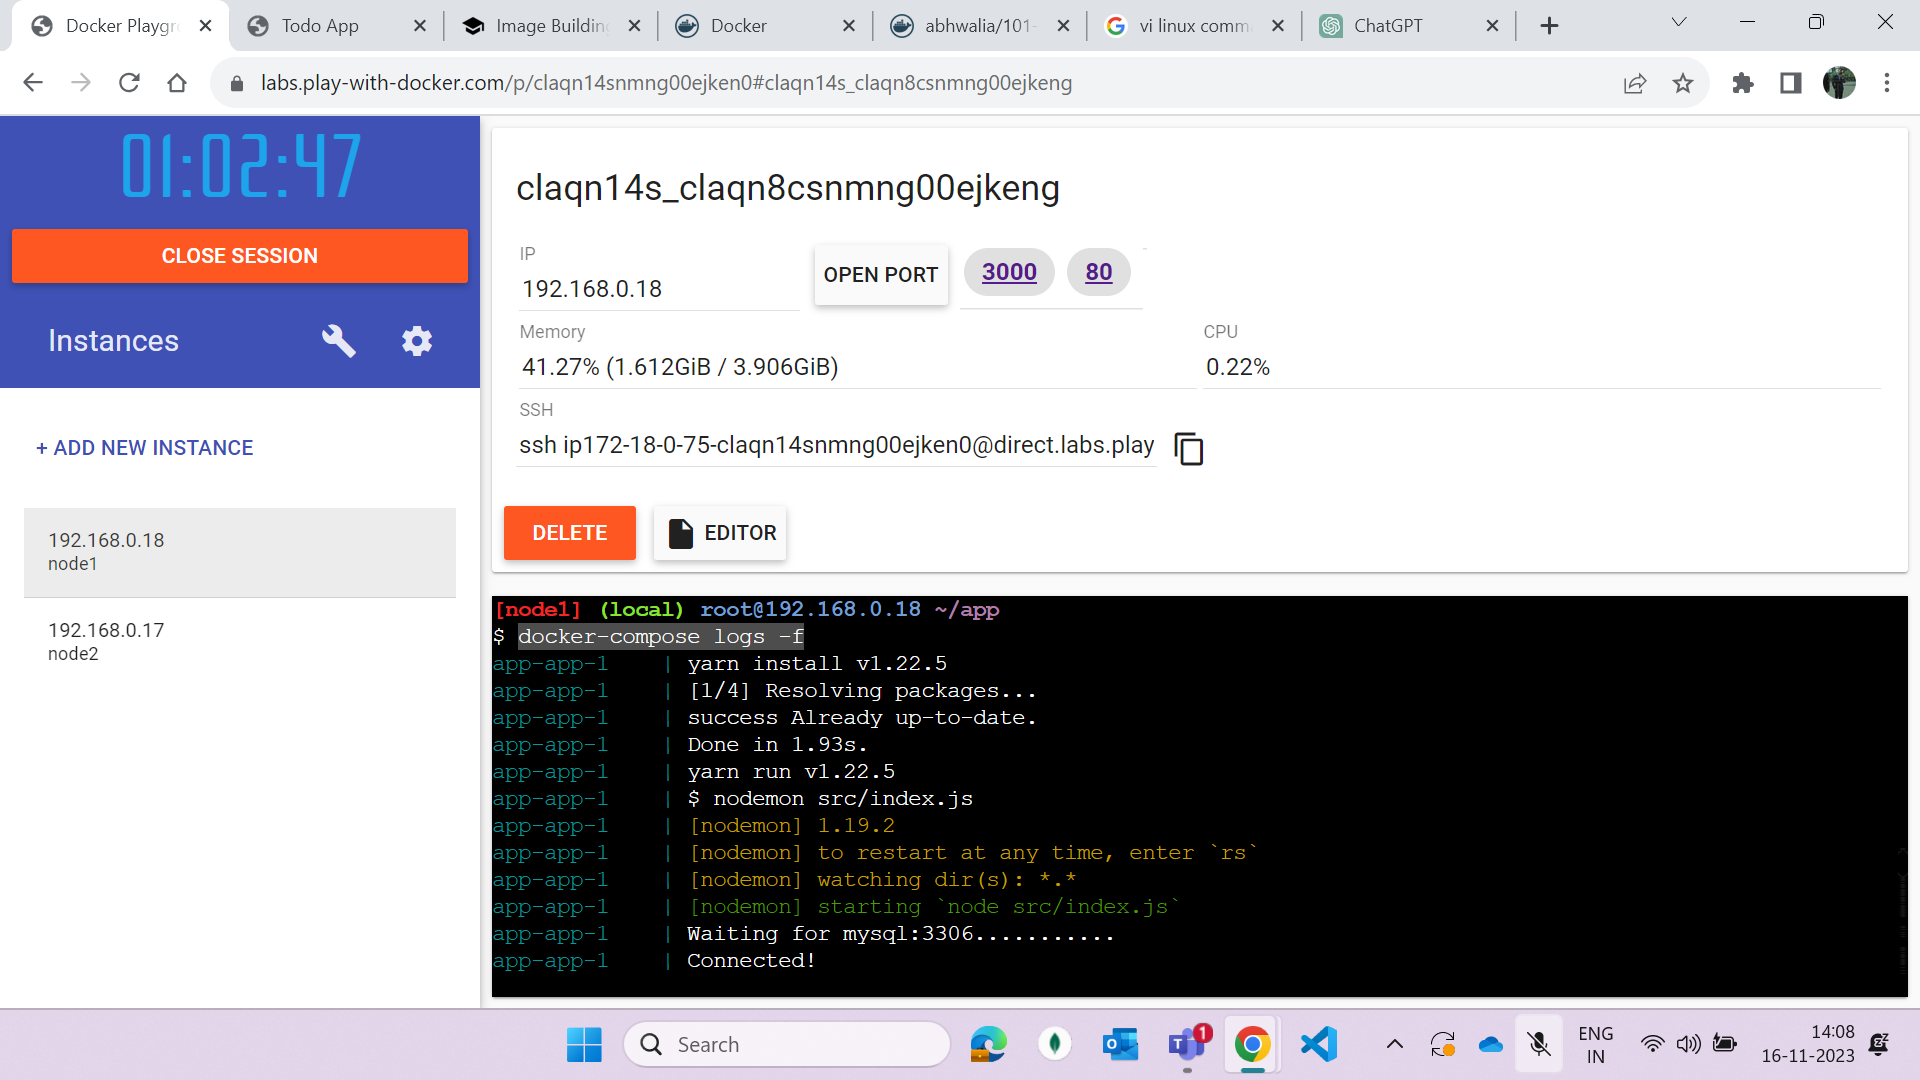 Docker Playgr
Todo App
Image Building
Docker
abhwalia/101-
vi linux comma
ChatGPT
labs.play-with-docker.com/p/claqn14snmng00ejken0#claqn14s_claqn8csnmng00ejkeng
01:02:47
CLOSE SESSION
Instances
+ ADD NEW INSTANCE
192.168.0.18
node1
192.168.0.17
node2
claqn14s_claqn8csnmng00ejkeng
IP
192.168.0.18
OPEN PORT
3000
80
Memory
41.27% (1.612GiB / 3.906GiB)
CPU
0.22%
SSH
ssh ip172-18-0-75-claqn14snmng00ejken0@direct.labs.play
DELETE
EDITOR
[node1] (local) root@192.168.0.18 ~/app
$ docker-compose logs -f
app-app-1 | yarn install v1.22.5
app-app-1 | [1/4] Resolving packages...
app-app-1 | success Already up-to-date.
app-app-1 | Done in 1.93s.
app-app-1 | yarn run v1.22.5
app-app-1 | $ nodemon src/index.js
app-app-1 | [nodemon] 1.19.2
app-app-1 | [nodemon] to restart at any time, enter `rs`
app-app-1 | [nodemon] watching dir(s): *.*
app-app-1 | [nodemon] starting `node src/index.js`
app-app-1 | Waiting for mysql:3306...........
app-app-1 | Connected!
Search
1
ENG
IN
14:08
16-11-2023